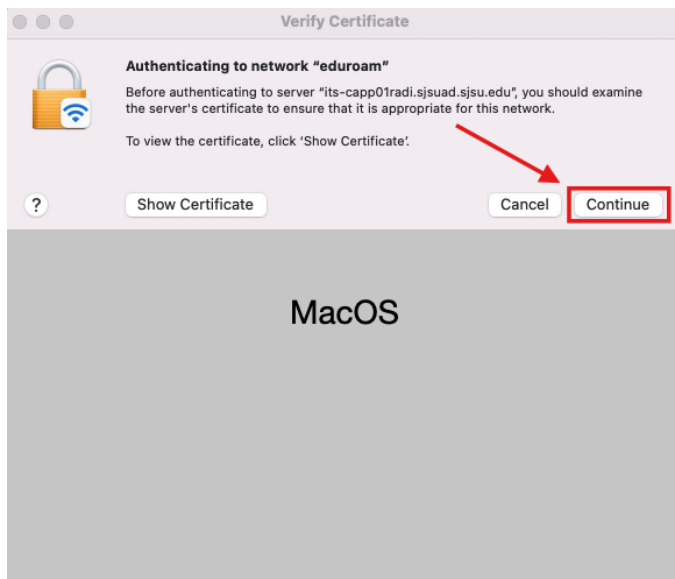 Verify Certificate
Authenticating to network “eduroam”
Before authenticating to server “its-capp01radi.sjsuad.sjsu.edu”, you should examine
the server's certificate to ensure that it is appropriate for this network.
To view the certificate, click ‘Show Certificate’.
?
Show Certificate
Cancel
Continue
MacOS